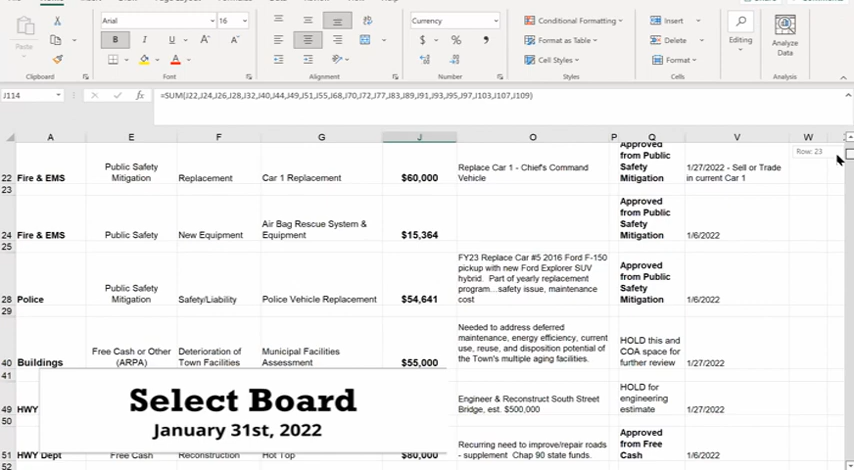 Arial
16
Currency
Conditional Formatting
Insert
Paste
B
I
U
$
%
Format as Table
Delete
Editing
Analyze
Data
Cell Styles
Format
Clipboard
Font
Alignment
Number
Styles
Cells
Analysis
J114
fx
=SUM(J22,J24,J26,J28,J32,J40,J44,J49,J51,J55,J68,J70,J72,J77,J83,J89,J91,J93,J95,J97,J103,J107,J109)
A E F G J O P Q V W
Row: 23
22 Fire & EMS
Public Safety
Mitigation
Replacement
Car 1 Replacement
$60,000
Replace Car 1 - Chief's Command
Vehicle
Approved
from Public
Safety
Mitigation
1/27/2022 - Sell or Trade
in current Car 1
23
24 Fire & EMS
Public Safety
New Equipment
Air Bag Rescue System &
Equipment
$15,364
Approved
from Public
Safety
Mitigation
1/6/2022
25
28 Police
Public Safety
Mitigation
Safety/Liability
Police Vehicle Replacement
$54,641
FY23 Replace Car #5 2016 Ford F-150
pickup with new Ford Explorer SUV
hybrid. Part of yearly replacement
program...safety issue, maintenance
cost
Approved
from Public
Safety
Mitigation
1/6/2022
29
40 Buildings
Free Cash or Other
(ARPA)
Deterioration of
Town Facilities
Municipal Facilities
Assessment
$55,000
Needed to address deferred
maintenance, energy efficiency, current
use, reuse, and disposition potential of
the Town's multiple aging facilities.
HOLD this and
COA space for
further review
1/27/2022
41
49 HWY
Engineer & Reconstruct South Street
Bridge, est. $500,000
HOLD for
engineering
estimate
1/27/2022
50
51 HWY Dept
Free Cash
Reconstruction
Hot Top
$80,000
Recurring need to improve/repair roads
- supplement Chap 90 state funds.
Approved
from Free
Cash
1/6/2022
52
Select Board
January 31st, 2022